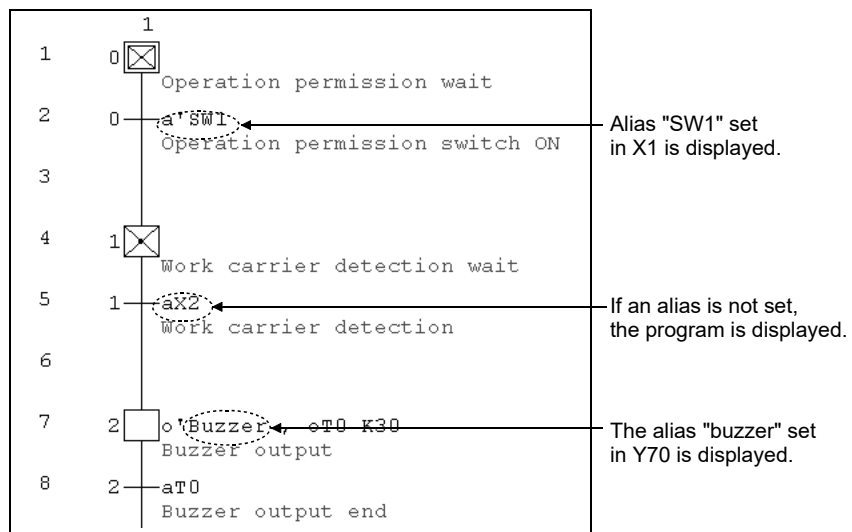 1
1 0
Operation permission wait
2 0 a'SW1
Operation permission switch ON
Alias "SW1" set
in X1 is displayed.
3
4 1
Work carrier detection wait
5 1 aX2
Work carrier detection
If an alias is not set,
the program is displayed.
6
7 2 o'Buzzer', oT0 K30
Buzzer output
The alias "buzzer" set
in Y70 is displayed.
8 2 aT0
Buzzer output end